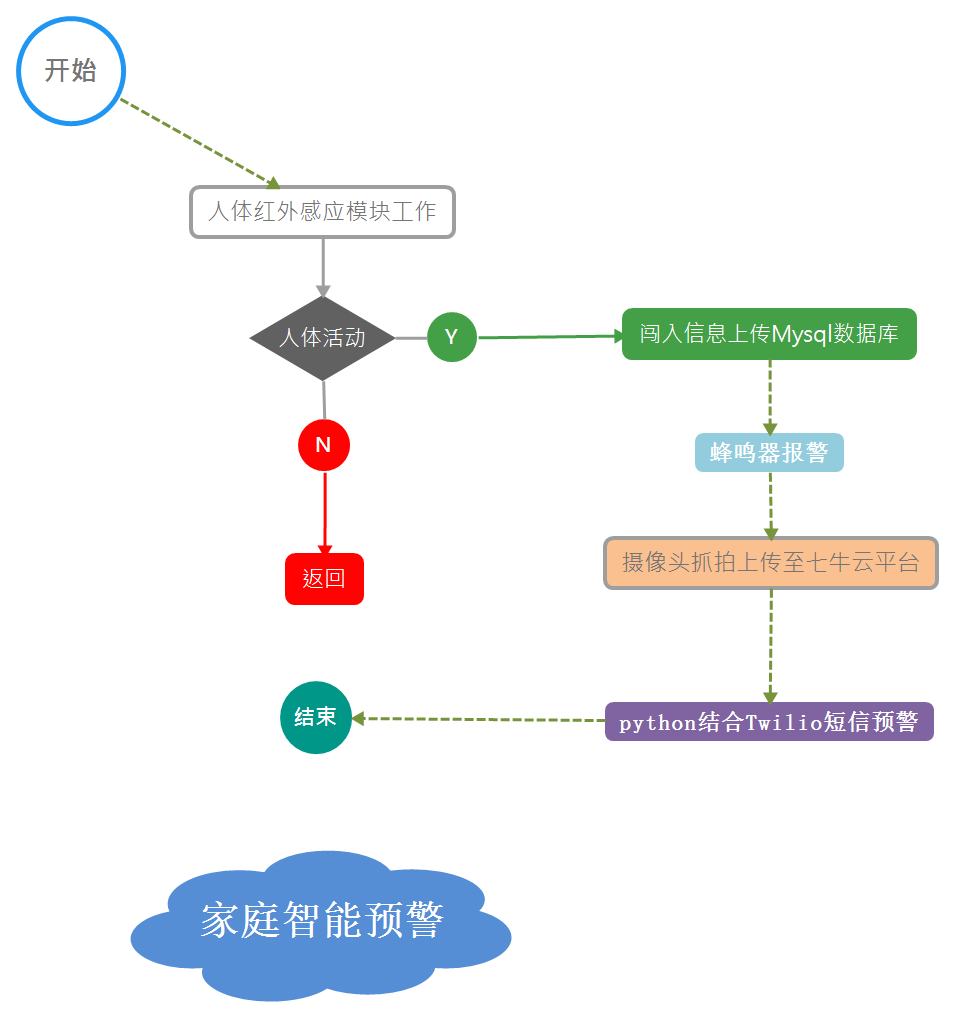 开始
人体红外感应模块工作
人体活动
Y
闯入信息上传Mysql数据库
N
蜂鸣器报警
返回
摄像头抓拍上传至七牛云平台
结束
python结合Twilio短信预警
家庭智能预警